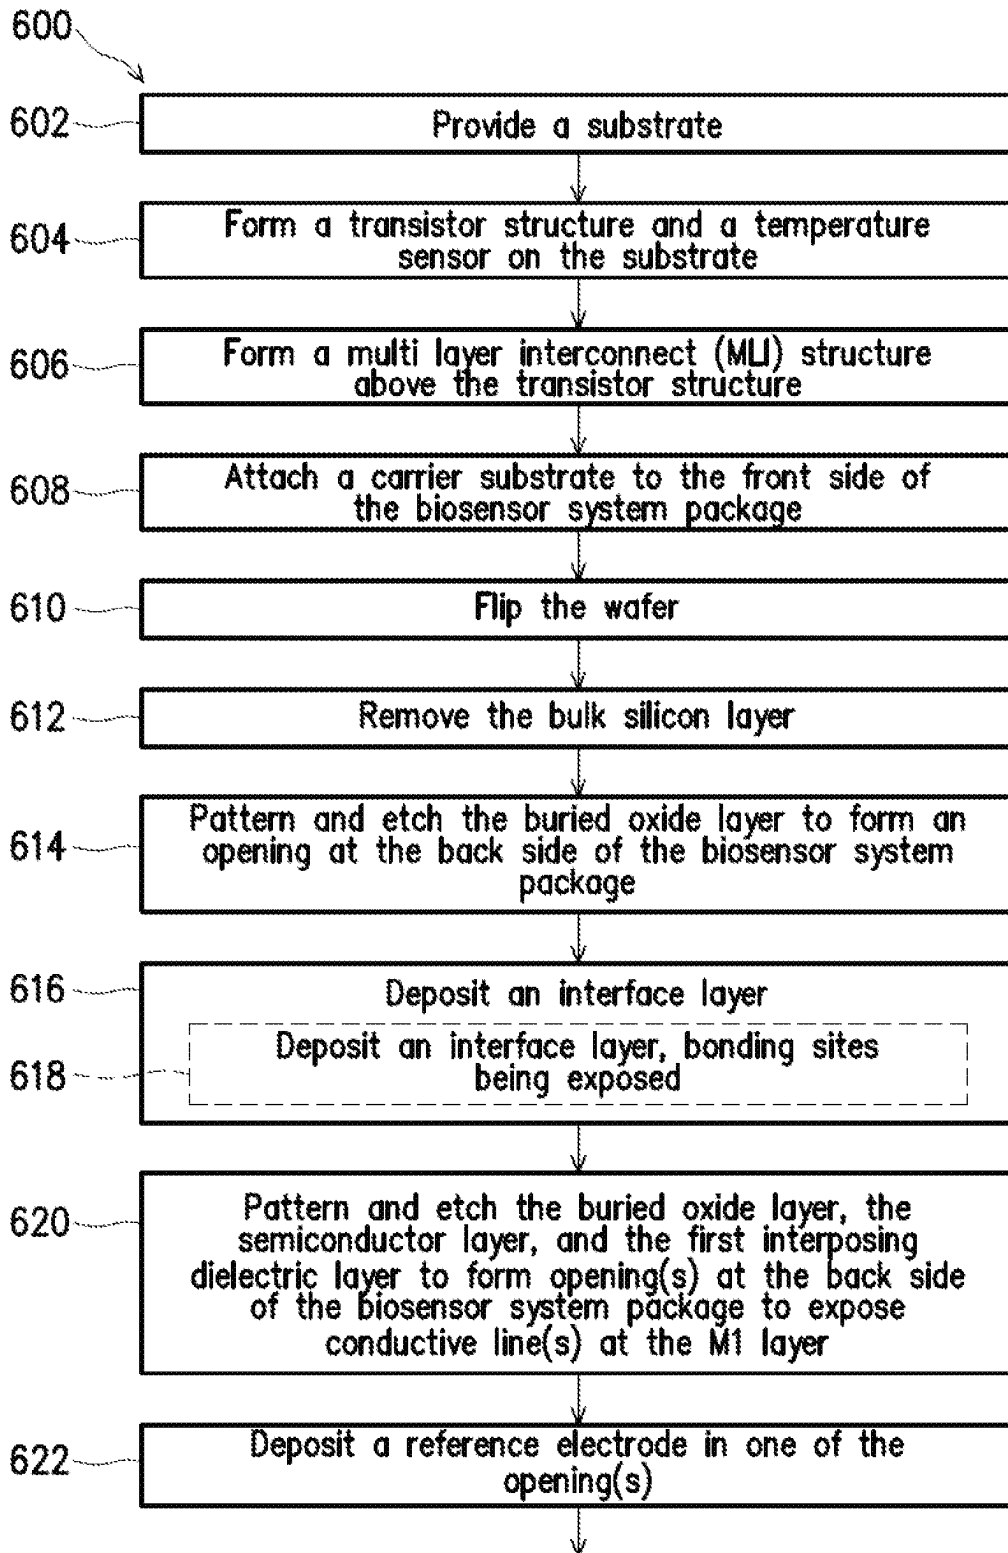 600
602
Provide a substrate
604
Form a transistor structure and a temperature
sensor on the substrate
606
Form a multi layer interconnect (MLI) structure
above the transistor structure
608
Attach a carrier substrate to the front side of
the biosensor system package
610
Flip the wafer
612
Remove the bulk silicon layer
614
Pattern and etch the buried oxide layer to form an
opening at the back side of the biosensor system
package
616
Deposit an interface layer
618
Deposit an interface layer, bonding sites
being exposed
620
Pattern and etch the buried oxide layer, the
semiconductor layer, and the first interposing
dielectric layer to form opening(s) at the back side
of the biosensor system package to expose
conductive line(s) at the M1 layer
622
Deposit a reference electrode in one of the
opening(s)